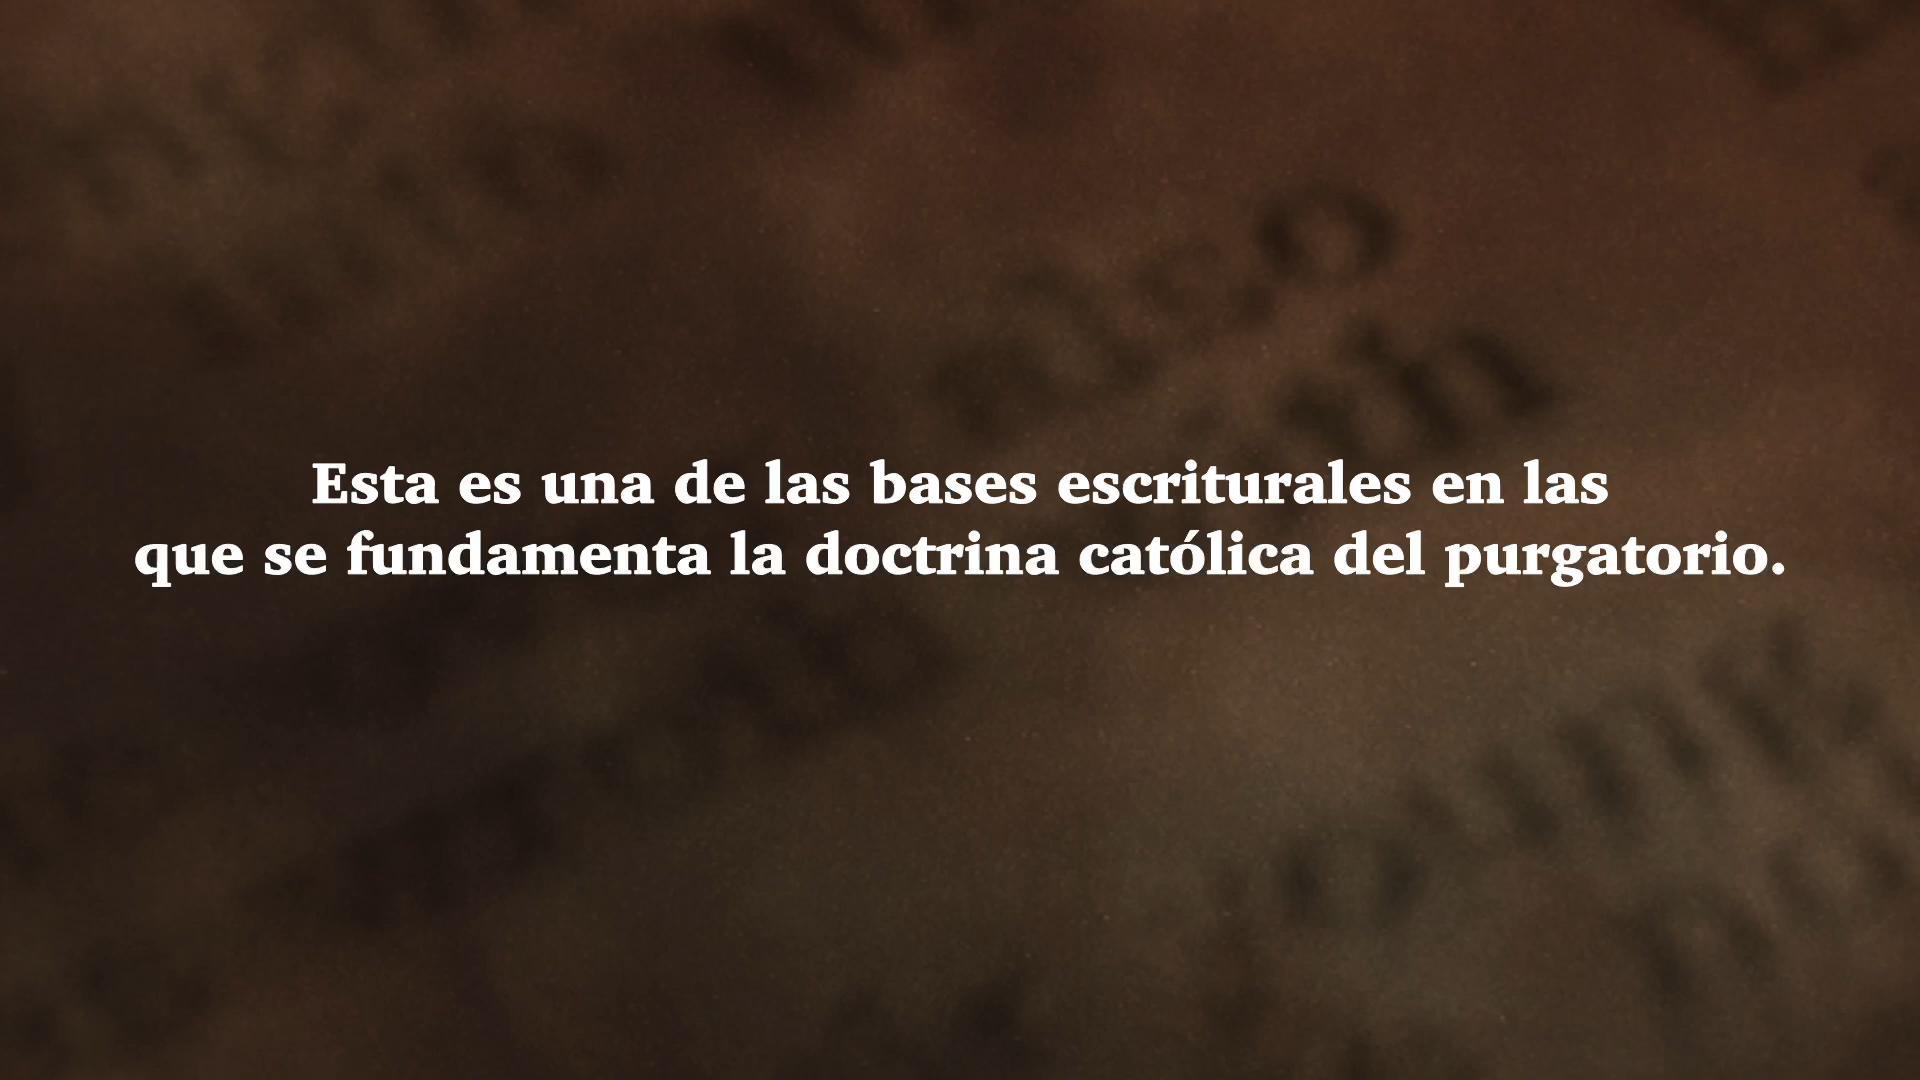 Esta es una de las bases escriturales en las
que se fundamenta la doctrina católica del purgatorio.